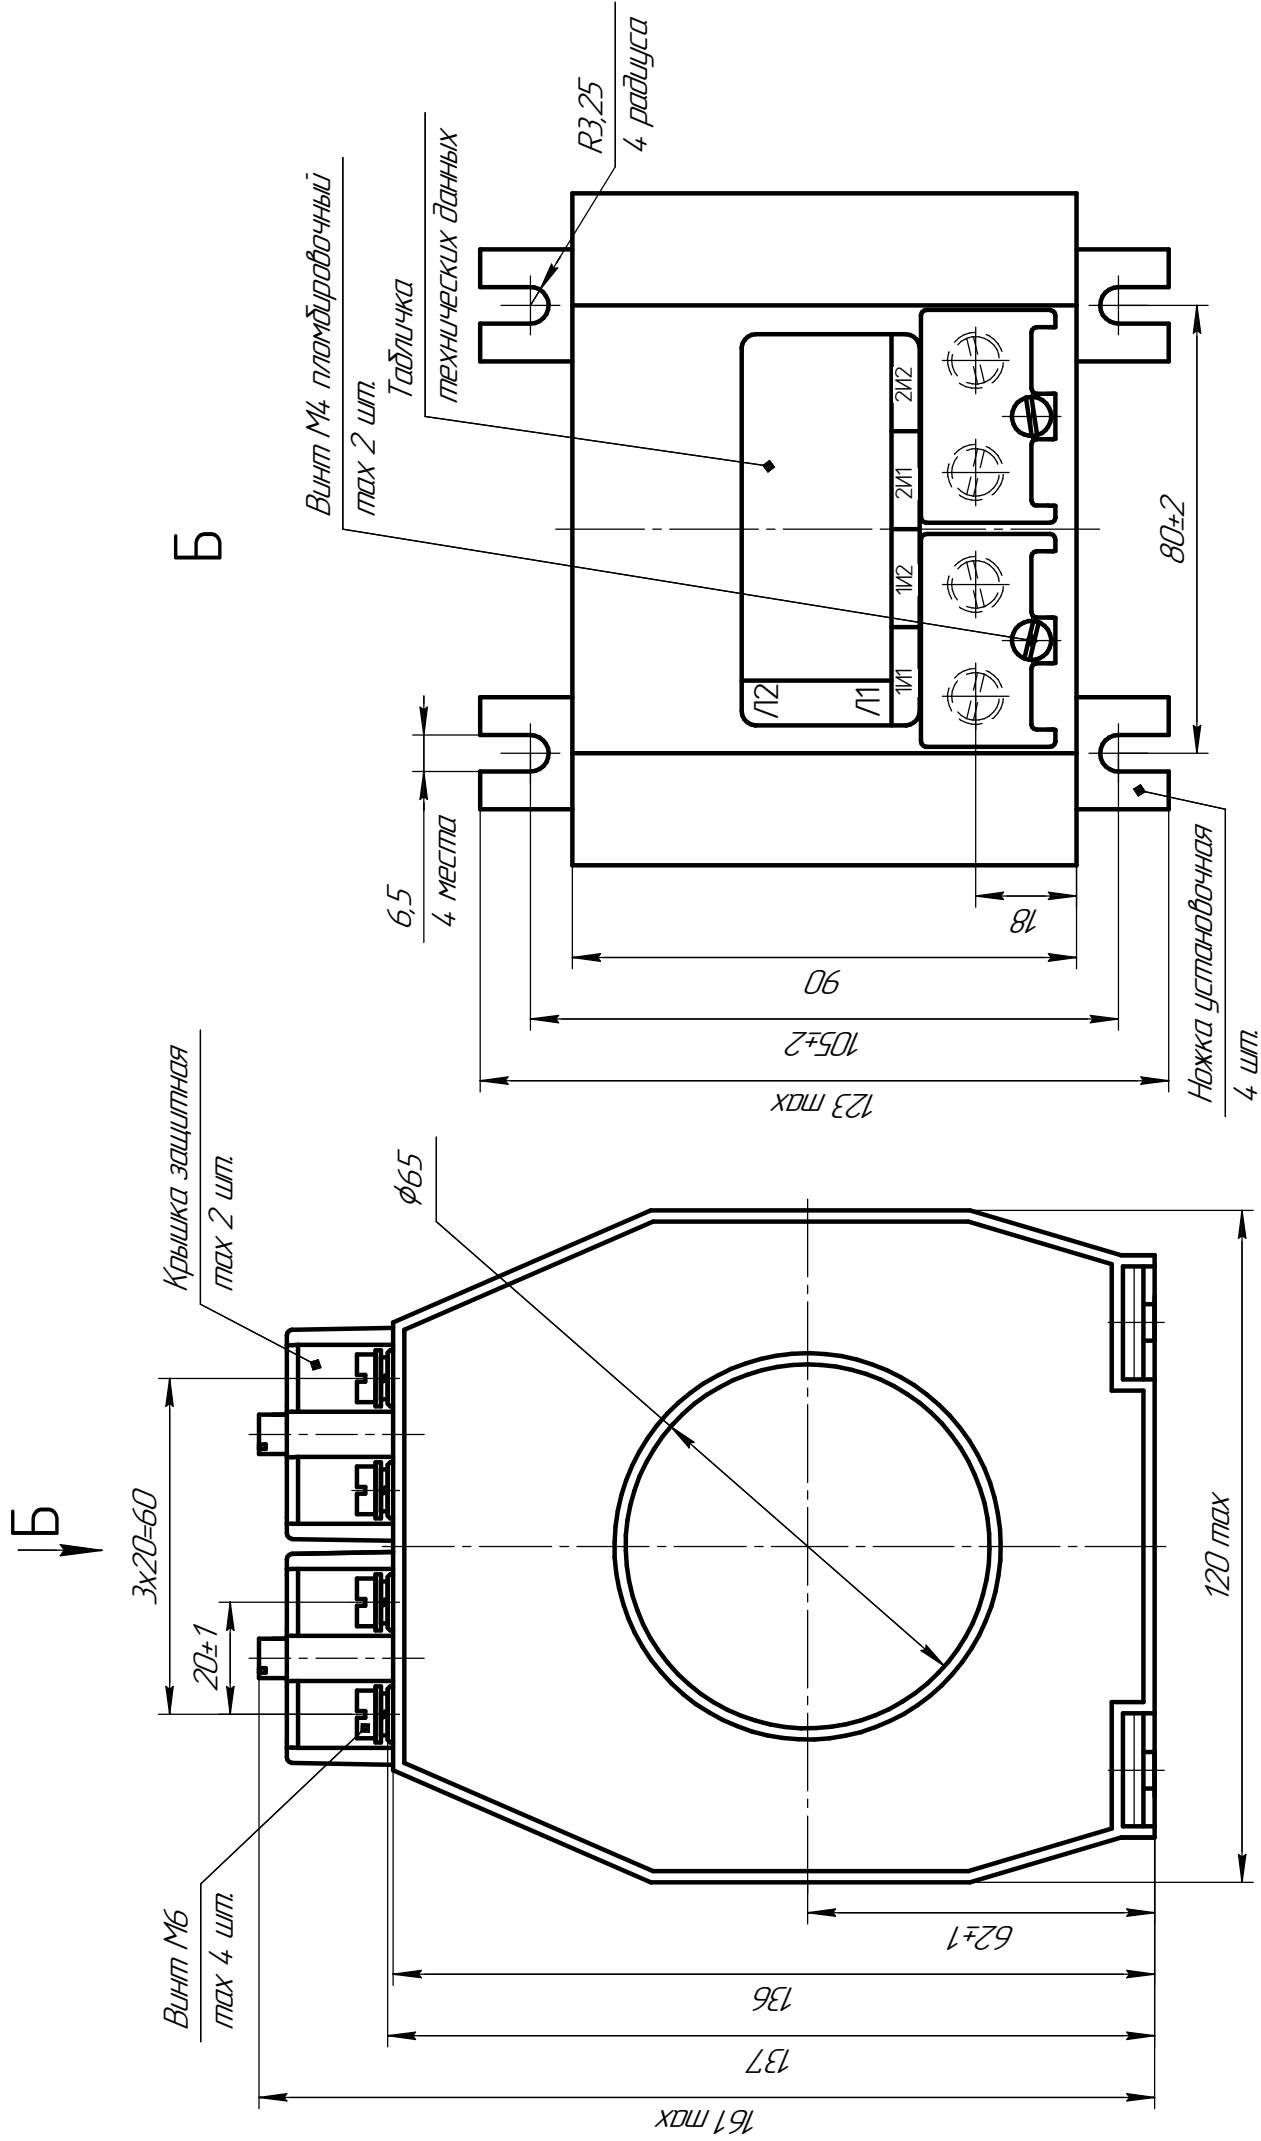 Б
3х20=60
20±1
Винт М6
max 4 шт.
Крышка защитная
max 2 шт.
ϕ65
161 max
137
136
62±1
120 max
Б
Винт М4 пломбировочный
max 2 шт.
Табличка
технических данных
R3,25
4 радиуса
6,5
4 места
Л2
Л1
1И1
1И2
2И1
2И2
123 max
105±2
90
18
80±2
Ножка установочная
4 шт.